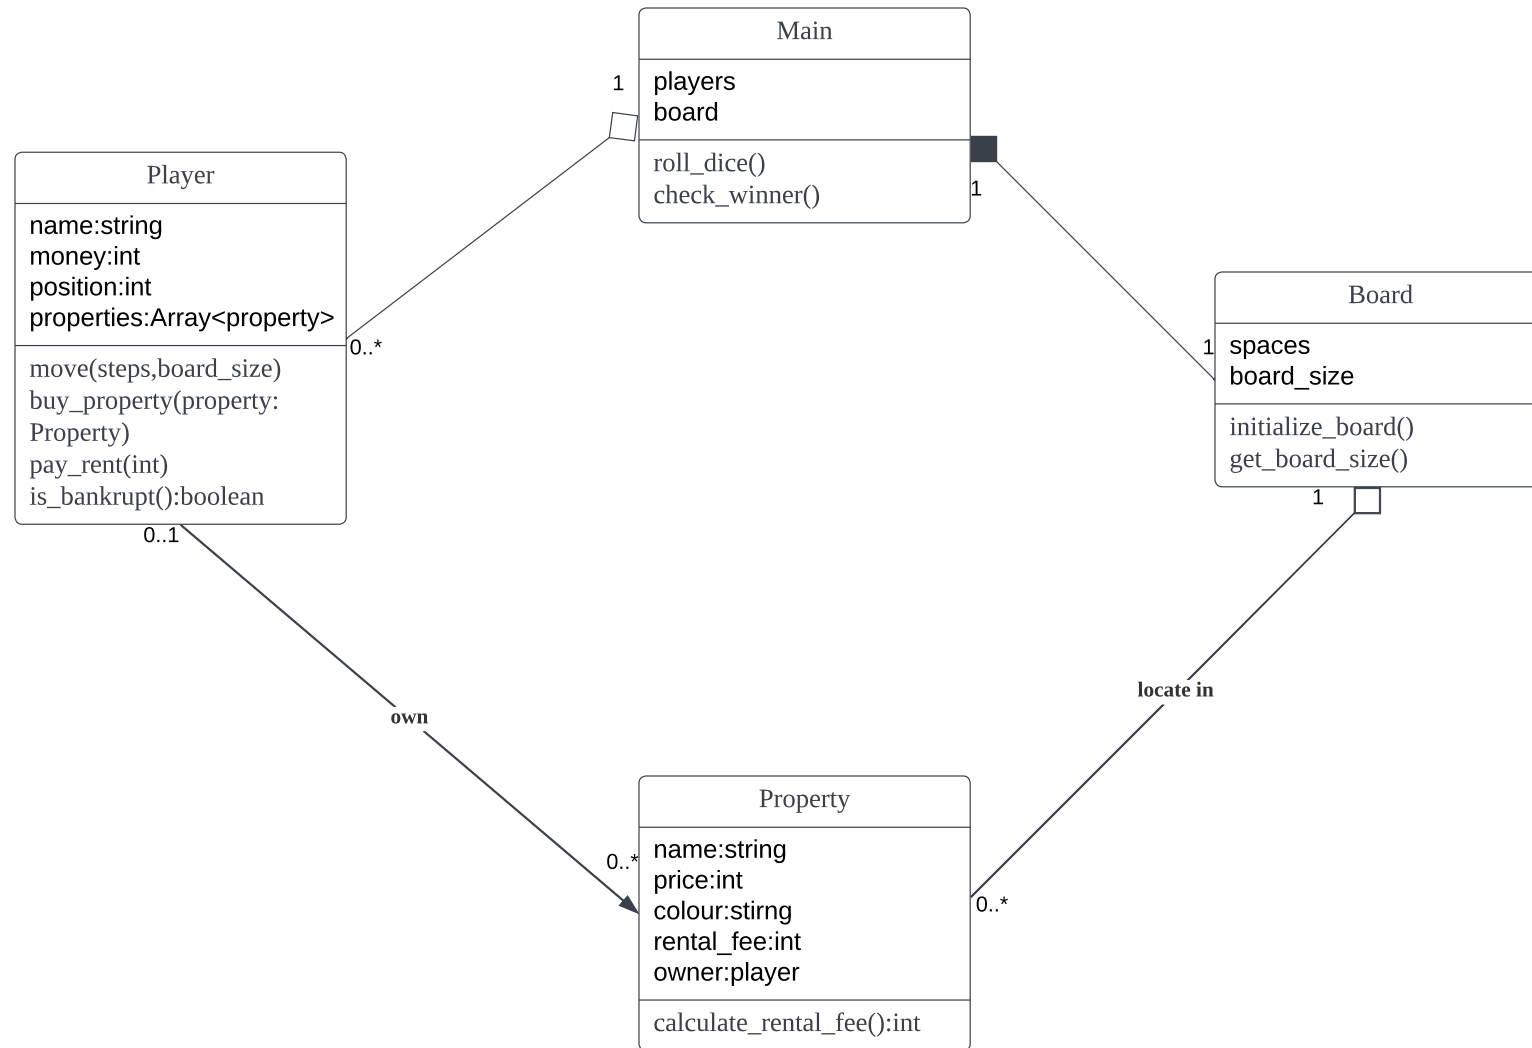 Main
players
board
roll_dice()
check_winner()
1
1
Player
name:string
money:int
position:int
properties:Array<property>
move(steps,board_size)
buy_property(property:
Property)
pay_rent(int)
is_bankrupt():boolean
0..*
0..1
Board
spaces
board_size
initialize_board()
get_board_size()
1
1
own
locate in
Property
name:string
price:int
colour:stirng
rental_fee:int
owner:player
calculate_rental_fee():int
0..*
0..*